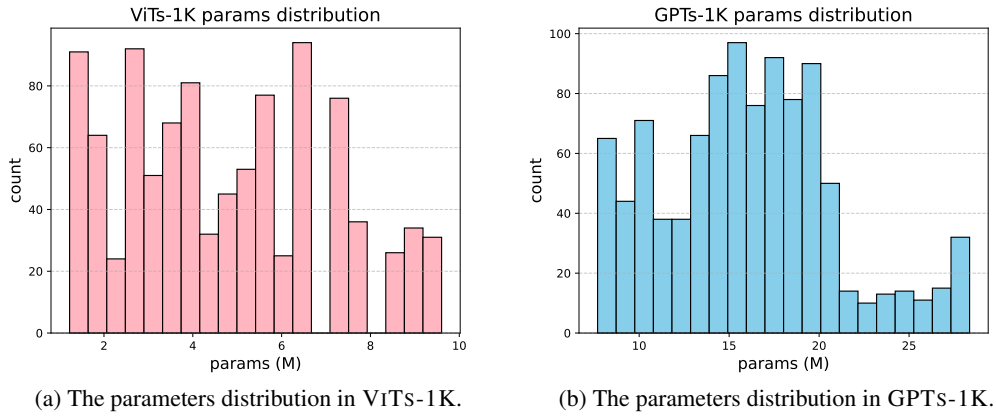 ViTs-1K params distribution
80
60
40
20
0
count
2
4
6
8
10
params (M)
(a) The parameters distribution in VITS-1K.
GPTs-1K params distribution
100
80
60
40
20
0
count
10
15
20
25
params (M)
(b) The parameters distribution in GPTS-1K.